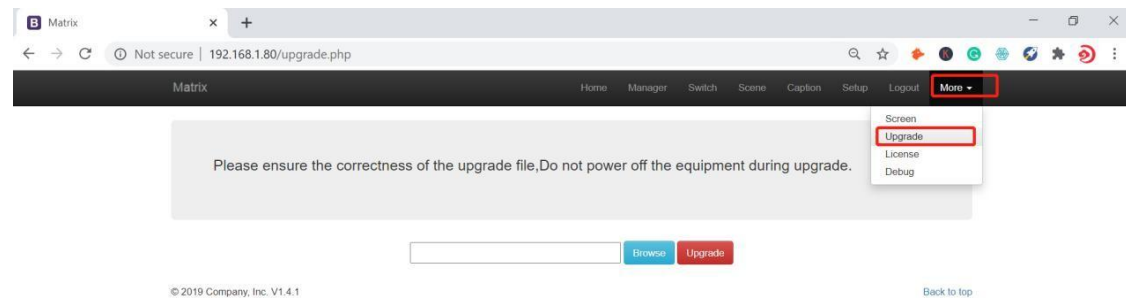 B Matrix
Not secure | 192.168.1.80/upgrade.php
Matrix Home Manager Switch Scene Caption Setup Logout More
Screen
Upgrade
License
Debug
Please ensure the correctness of the upgrade file,Do not power off the equipment during upgrade.
Browse Upgrade
© 2019 Company, Inc. V1.4.1 Back to top